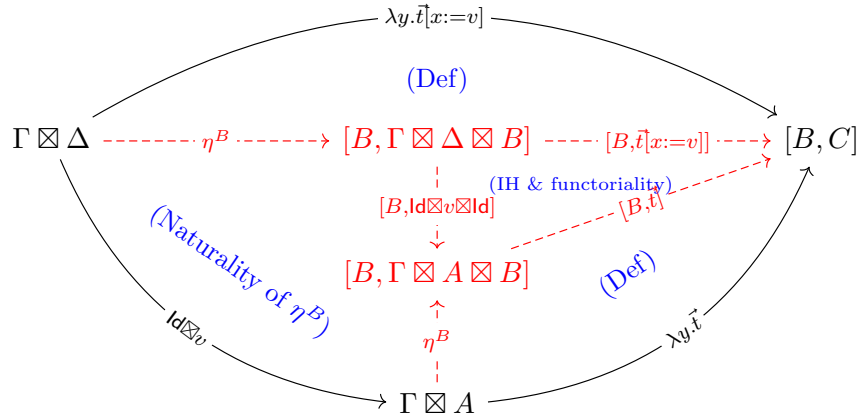 λy.t⃗[x:=v]
(Def)
Γ ⊠ Δ
η^B
[B, Γ ⊠ Δ ⊠ B]
[B,t⃗[x:=v]]
[B, C]
(IH & functoriality)
[B,Id⊠v⊠Id]
[B,t⃗]
(Naturality of η^B)
[B, Γ ⊠ A ⊠ B]
(Def)
Id⊠v
η^B
λy.t⃗
Γ ⊠ A